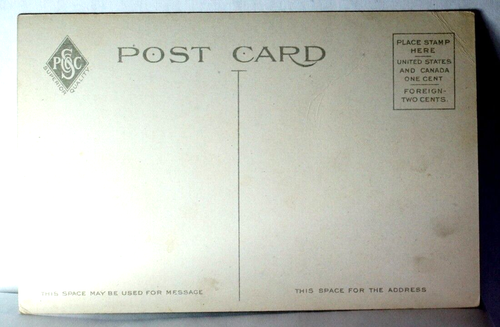 PS&C
SUPERIOR QUALITY
POST CARD
PLACE STAMP
HERE
UNITED STATES
AND CANADA
ONE CENT
FOREIGN-
TWO CENTS.
THIS SPACE MAY BE USED FOR MESSAGE
THIS SPACE FOR THE ADDRESS